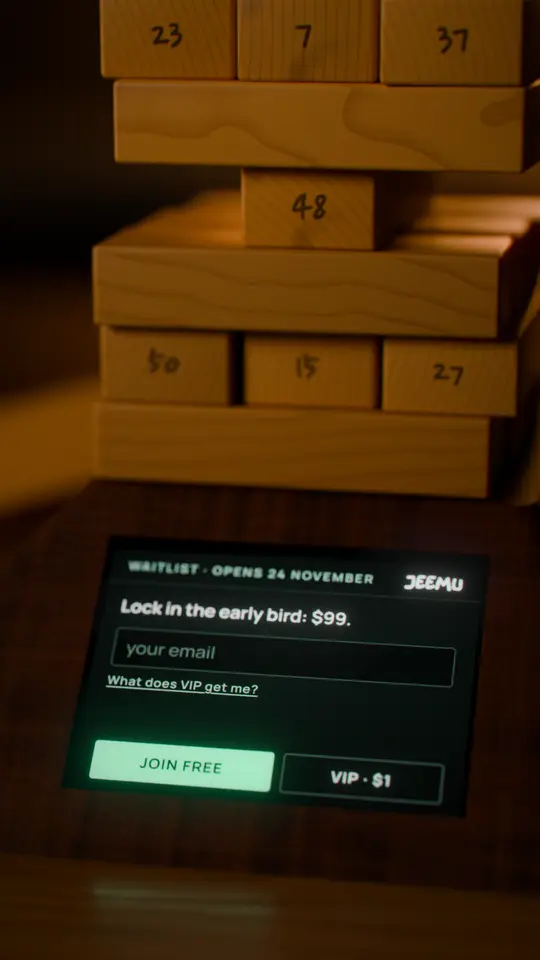 23 7 37
48
50 15 27
WAITLIST · OPENS 24 NOVEMBER JEEMU
Lock in the early bird: $99.
your email
What does VIP get me?
JOIN FREE VIP · $1